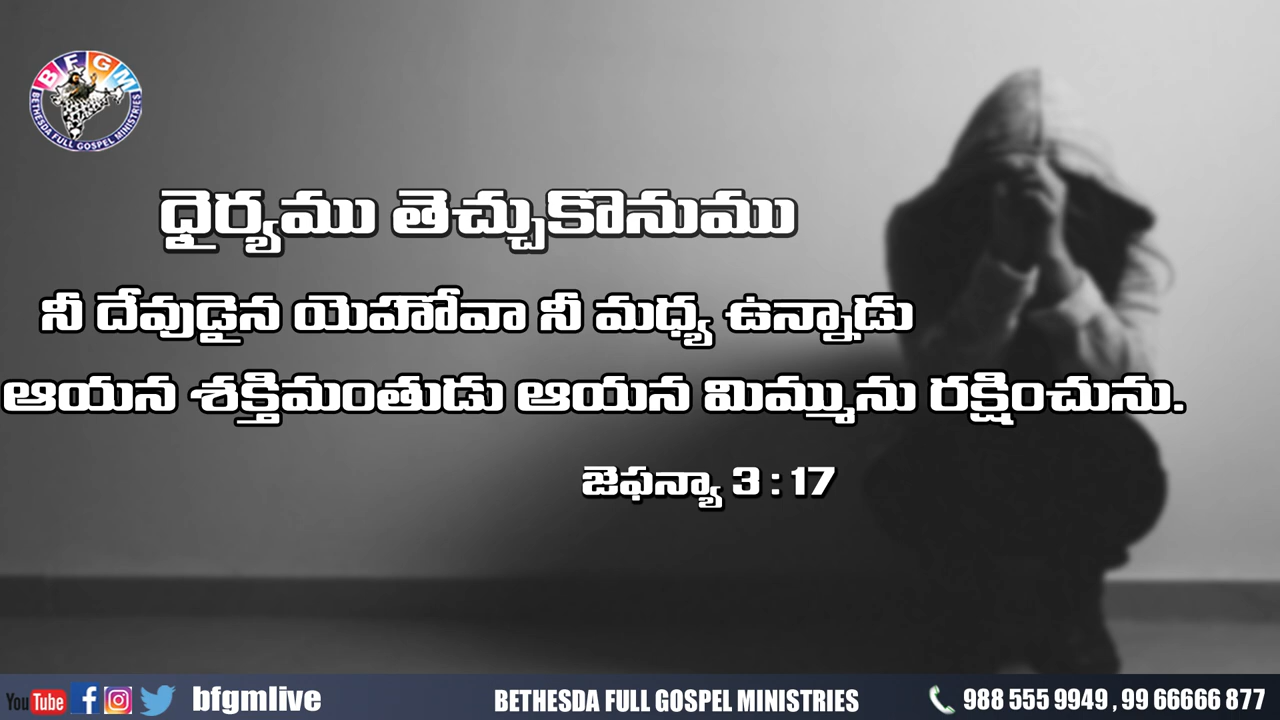 BFGM
BETHESDA FULL GOSPEL MINISTRIES
ధైర్యము తెచ్చుకొనుము
నీ దేవుడైన యెహోవా నీ మధ్య ఉన్నాడు
ఆయన శక్తిమంతుడు ఆయన మిమ్మును రక్షించును.
జెఫన్యా 3 : 17
YouTube bfgmlive BETHESDA FULL GOSPEL MINISTRIES 988 555 9949 , 99 66666 877